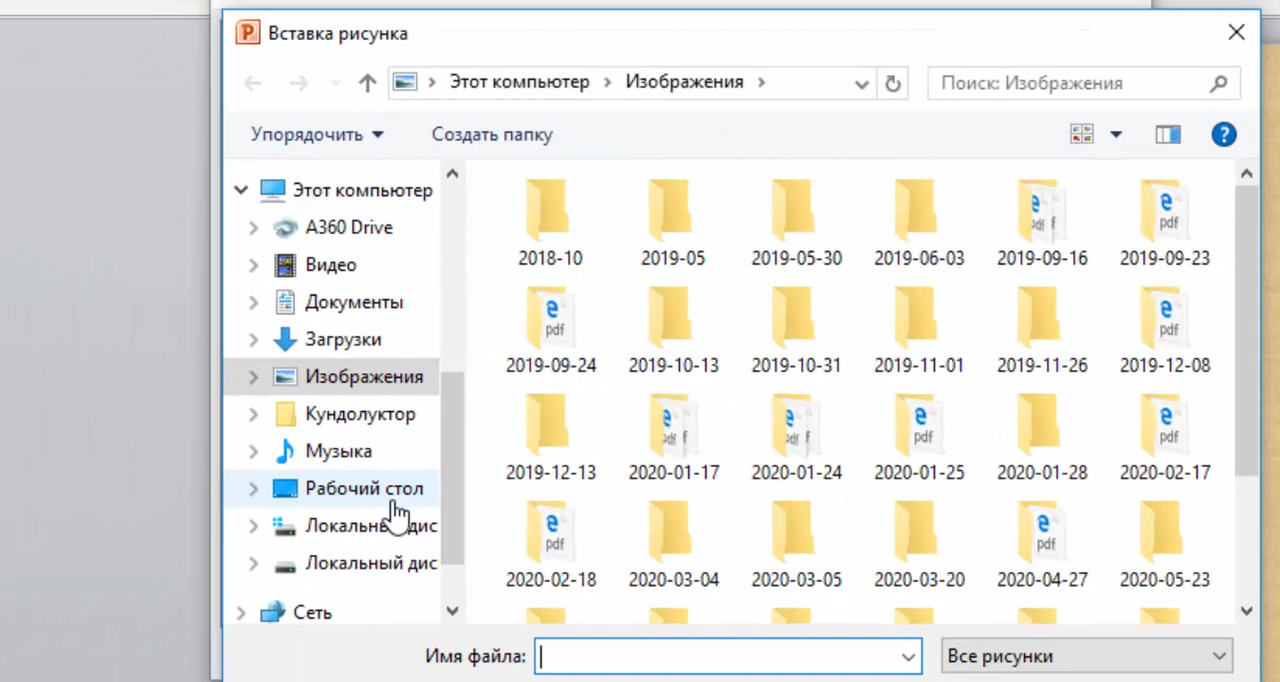 Вставка рисунка
Этот компьютер Изображения
Поиск: Изображения
Упорядочить Создать папку
Этот компьютер
A360 Drive
Видео
Документы
Загрузки
Изображения
Кундолуктор
Музыка
Рабочий стол
Локальный дис
Локальный дис
Сеть
2018-10 2019-05 2019-05-30 2019-06-03 2019-09-16 2019-09-23
2019-09-24 2019-10-13 2019-10-31 2019-11-01 2019-11-26 2019-12-08
2019-12-13 2020-01-17 2020-01-24 2020-01-25 2020-01-28 2020-02-17
2020-02-18 2020-03-04 2020-03-05 2020-03-20 2020-04-27 2020-05-23
Имя файла: Все рисунки